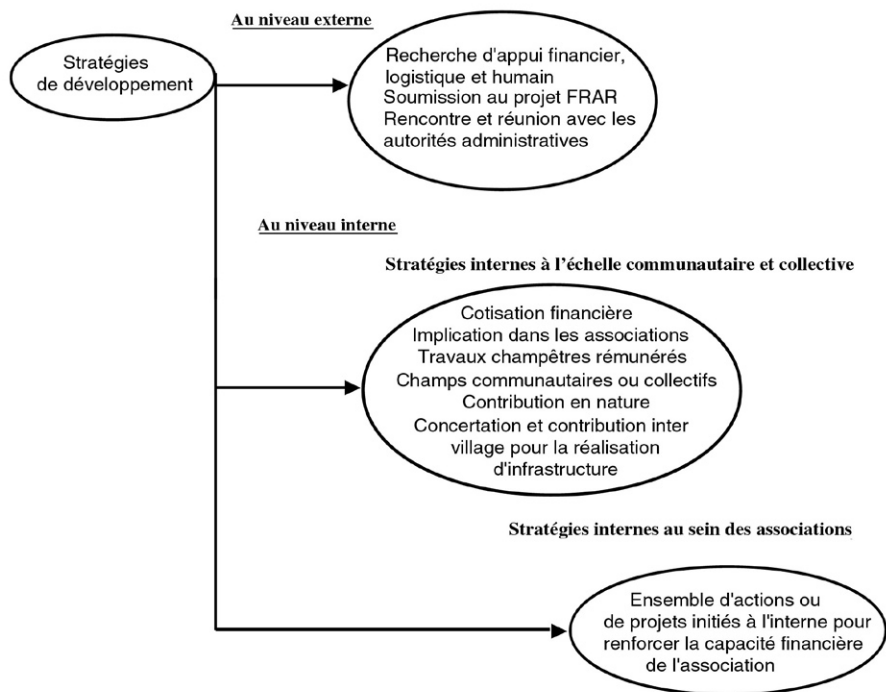 Au niveau externe
Stratégies
de développement
Recherche d'appui financier,
logistique et humain
Soumission au projet FRAR
Rencontre et réunion avec les
autorités administratives
Au niveau interne
Stratégies internes à l'échelle communautaire et collective
Cotisation financière
Implication dans les associations
Travaux champêtres rémunérés
Champs communautaires ou collectifs
Contribution en nature
Concertation et contribution inter
village pour la réalisation
d'infrastructure
Stratégies internes au sein des associations
Ensemble d'actions ou
de projets initiés à l'interne pour
renforcer la capacité financière
de l'association